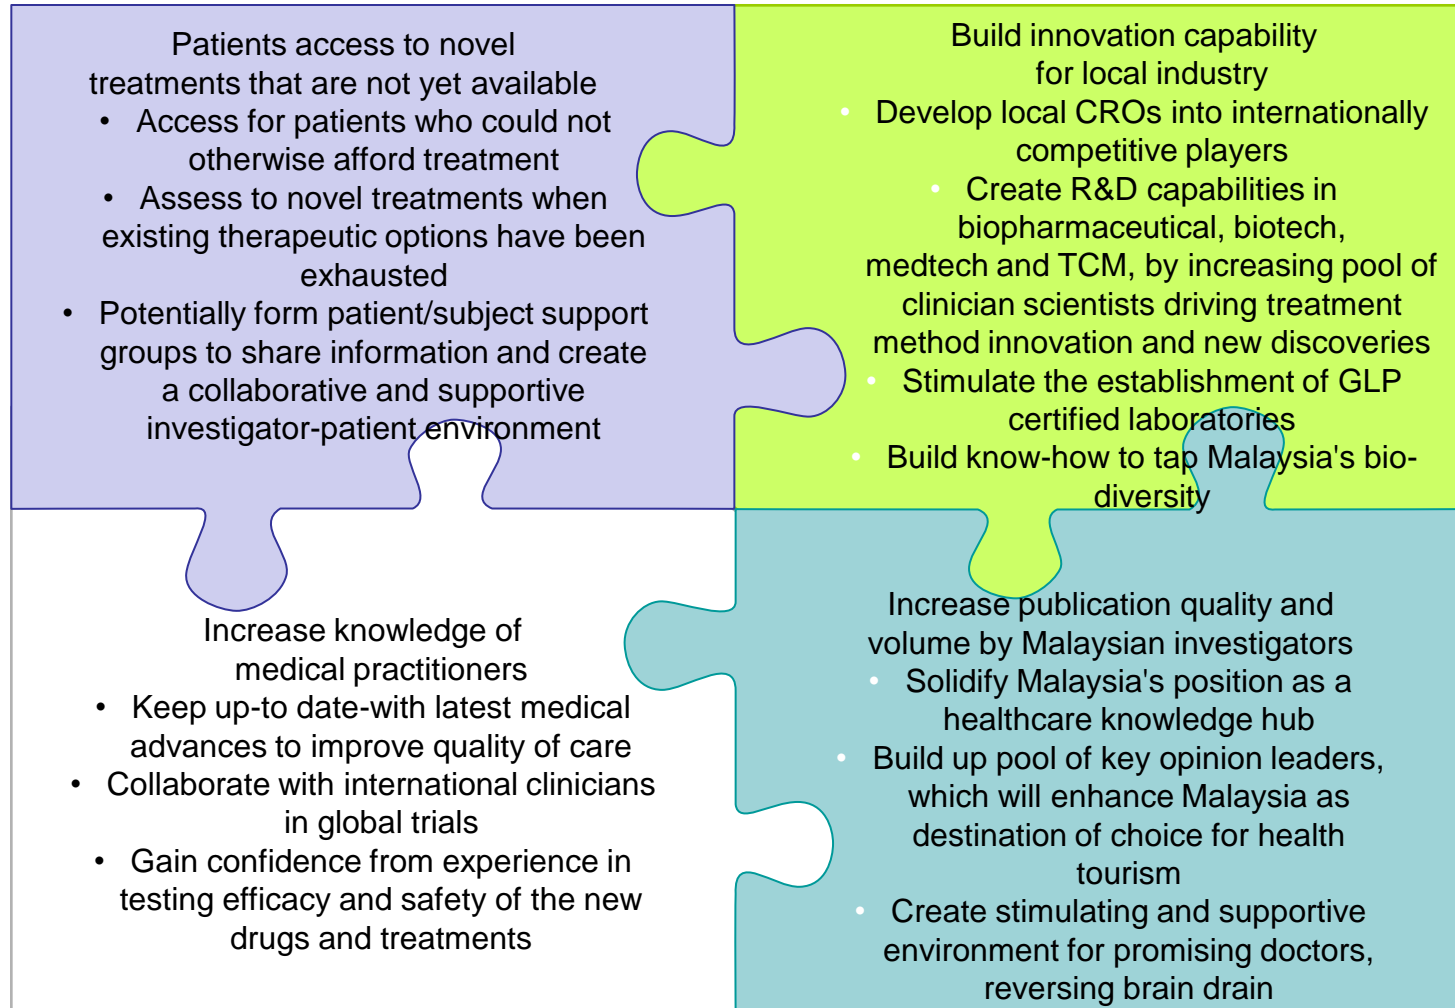 Patients access to novel
treatments that are not yet available
• Access for patients who could not
otherwise afford treatment
• Assess to novel treatments when
existing therapeutic options have been
exhausted
• Potentially form patient/subject support
groups to share information and create
a collaborative and supportive
investigator-patient environment
Build innovation capability
for local industry
• Develop local CROs into internationally
competitive players
• Create R&D capabilities in
biopharmaceutical, biotech,
medtech and TCM, by increasing pool of
clinician scientists driving treatment
method innovation and new discoveries
• Stimulate the establishment of GLP
certified laboratories
• Build know-how to tap Malaysia's bio-
diversity
Increase knowledge of
medical practitioners
• Keep up-to date-with latest medical
advances to improve quality of care
• Collaborate with international clinicians
in global trials
• Gain confidence from experience in
testing efficacy and safety of the new
drugs and treatments
Increase publication quality and
volume by Malaysian investigators
• Solidify Malaysia's position as a
healthcare knowledge hub
• Build up pool of key opinion leaders,
which will enhance Malaysia as
destination of choice for health
tourism
• Create stimulating and supportive
environment for promising doctors,
reversing brain drain